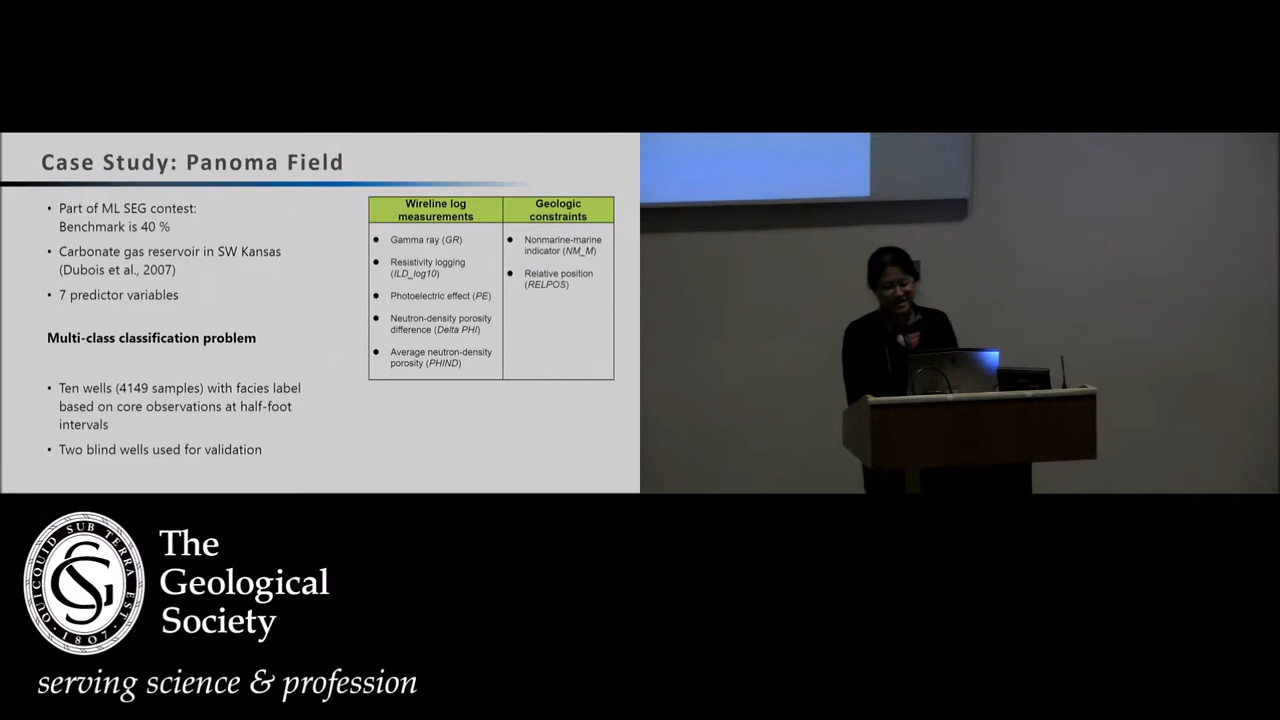 Case Study: Panoma Field
• Part of ML SEG contest:
Benchmark is 40 %
• Carbonate gas reservoir in SW Kansas
(Dubois et al., 2007)
• 7 predictor variables
Multi-class classification problem
• Ten wells (4149 samples) with facies label
based on core observations at half-foot
intervals
• Two blind wells used for validation
Wireline log
measurements
● Gamma ray (GR)
● Resistivity logging
(ILD_log10)
● Photoelectric effect (PE)
● Neutron-density porosity
difference (Delta PHI)
● Average neutron-density
porosity (PHIND)
Geologic
constraints
● Nonmarine-marine
indicator (NM_M)
● Relative position
(RELPOS)
QUICQUID SUB TERRA EST
·1807·
GS
The
Geological
Society
serving science & profession